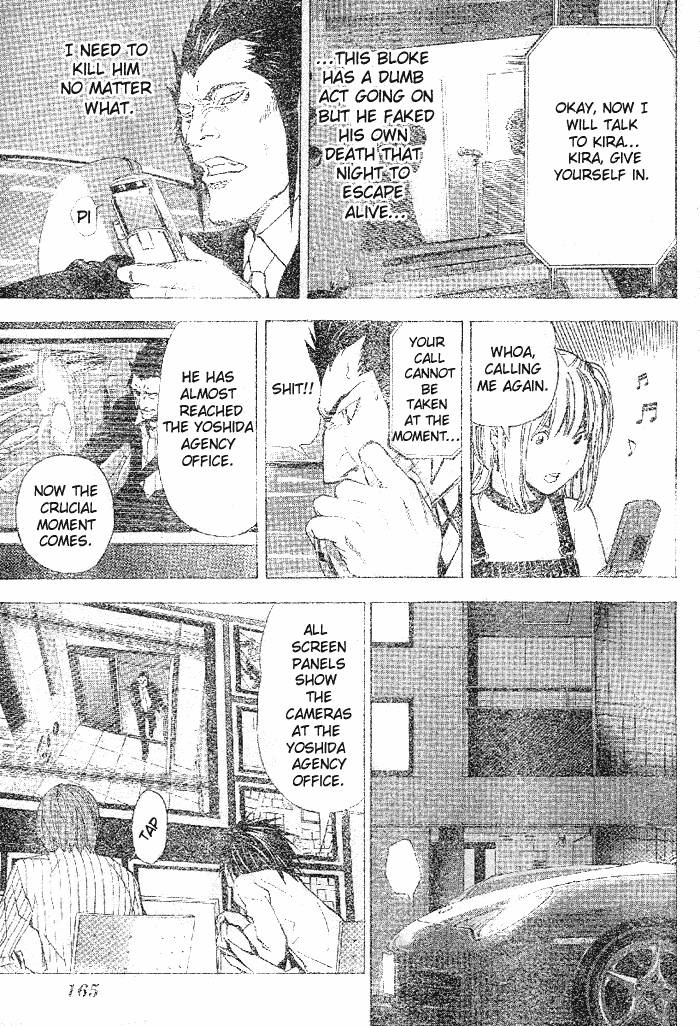 OKAY, NOW I
WILL TALK
TO KIRA...
KIRA, GIVE
YOURSELF IN.
...THIS BLOKE
HAS A DUMB
ACT GOING ON
BUT HE FAKED
HIS OWN
DEATH THAT
NIGHT TO
ESCAPE
ALIVE...
I NEED TO
KILL HIM
NO MATTER
WHAT.
PI
WHOA,
CALLING
ME AGAIN.
YOUR
CALL
CANNOT
BE
TAKEN
AT THE
MOMENT...
SHIT!!
HE HAS
ALMOST
REACHED
THE YOSHIDA
AGENCY
OFFICE.
NOW THE
CRUCIAL
MOMENT
COMES.
ALL
SCREEN
PANELS
SHOW
THE
CAMERAS
AT THE
YOSHIDA
AGENCY
OFFICE.
TAP
165